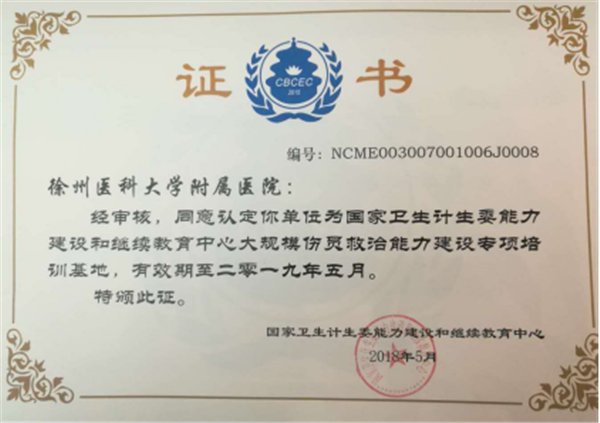 证 书
CBCEC
编号：NCME003007001006J0008
徐州医科大学附属医院：
经审核，同意认定你单位为国家卫生计生委能力
建设和继续教育中心大规模伤员救治能力建设专项培
训基地，有效期至二零一九年五月。
特颁此证。
国家卫生计生委能力建设和继续教育中心
2018年5月